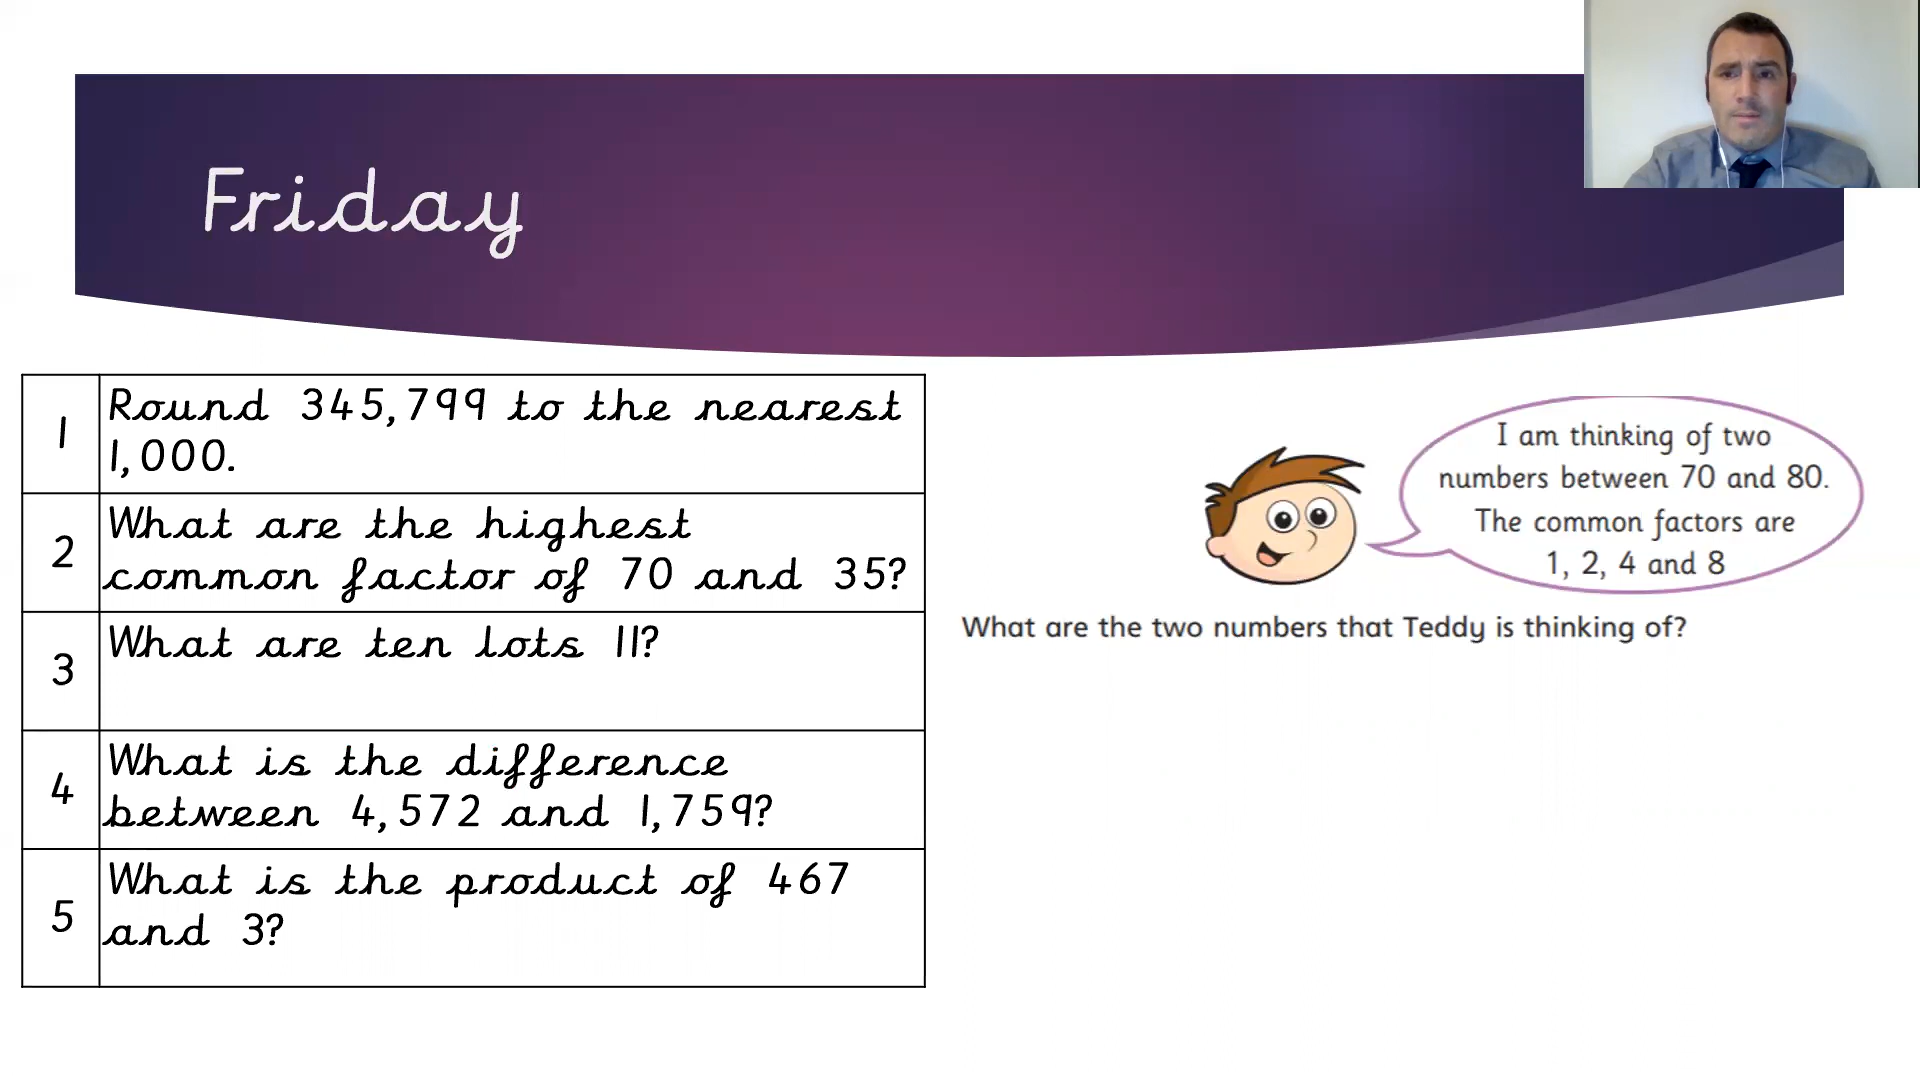 Friday
1
Round 345,799 to the nearest
1,000.
2
What are the highest
common factor of 70 and 35?
3
What are ten lots 11?
4
What is the difference
between 4,572 and 1,759?
5
What is the product of 467
and 3?
I am thinking of two
numbers between 70 and 80.
The common factors are
1, 2, 4 and 8
What are the two numbers that Teddy is thinking of?